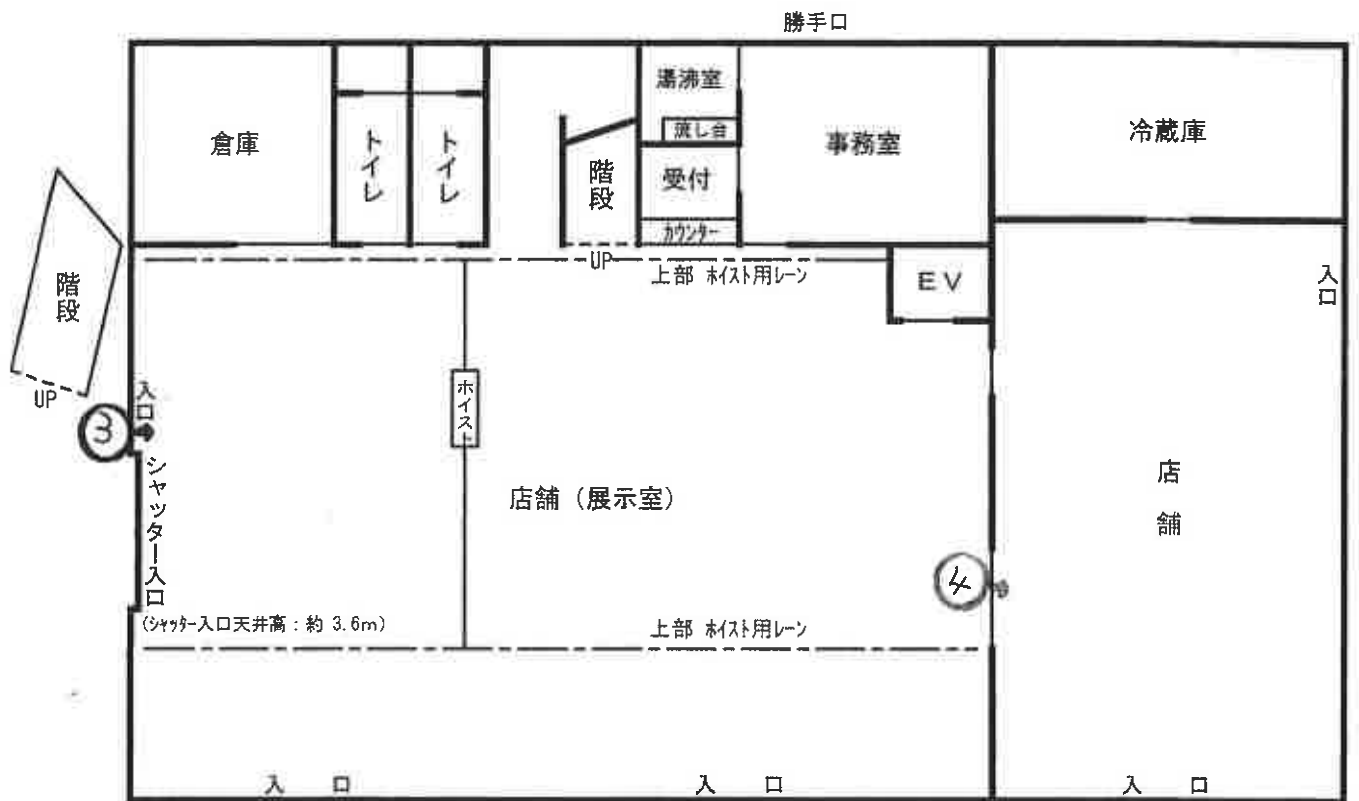 勝手口
湯沸室
流し台
倉庫
トイレ
トイレ
階段
受付
カウンター
事務室
冷蔵庫
UP
上部 ホイスト用レーン
EV
入口
階段
UP
入口
③
シャッター入口
ホイスト
店舗（展示室）
店舗
④
(シャッター入口天井高：約 3.6m)
上部 ホイスト用レーン
入口
入口
入口